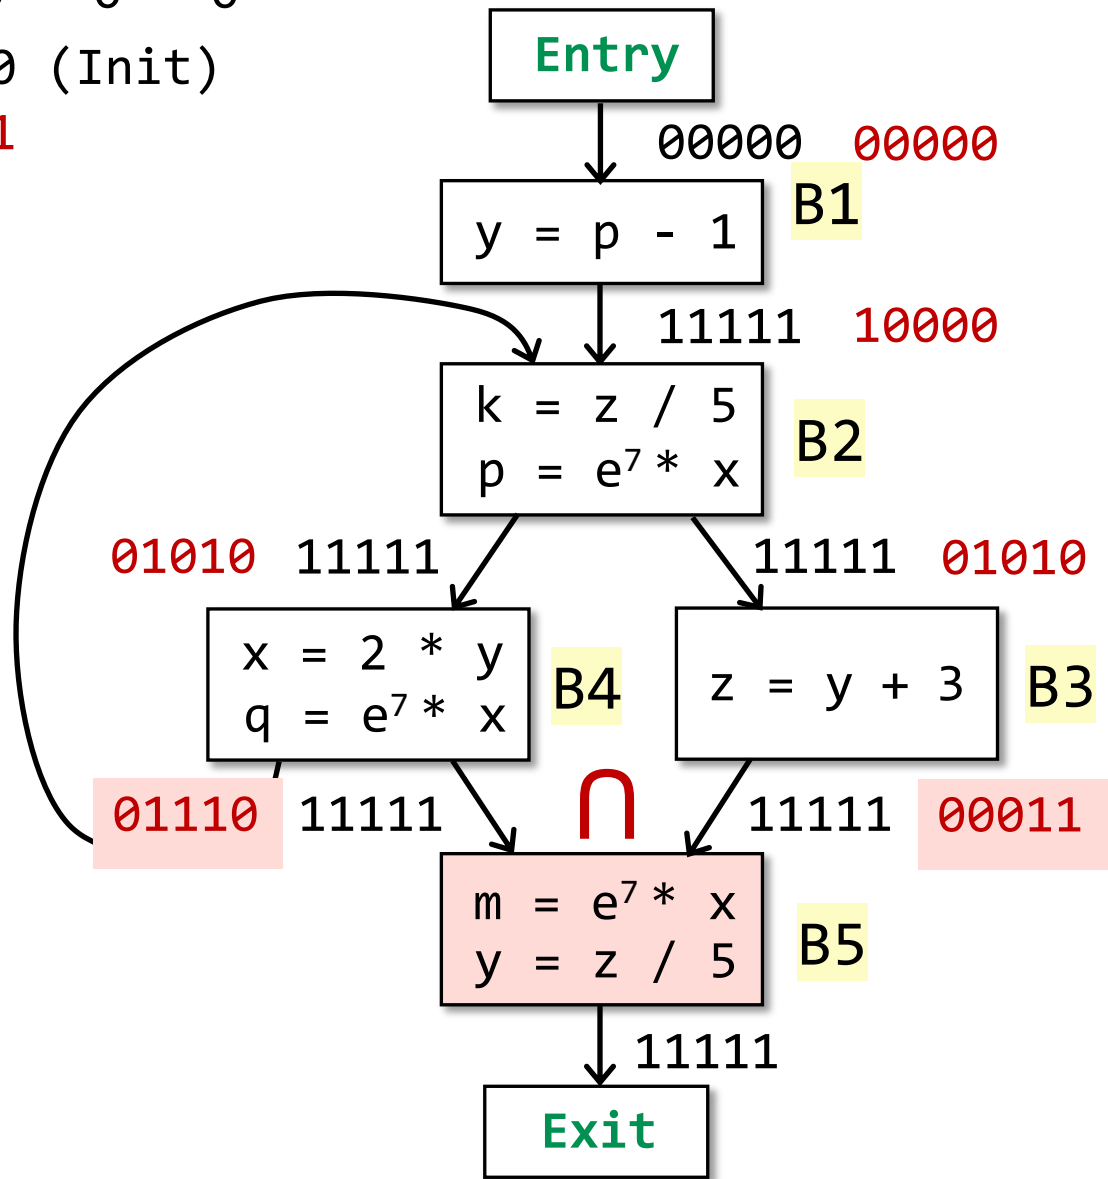 0 (Init)
1
Entry
00000 00000
B1
y = p - 1
11111 10000
k = z / 5
p = e⁷ * x
B2
01010 11111
11111 01010
x = 2 * y
q = e⁷ * x
B4
z = y + 3
B3
01110 11111
⋂
11111 00011
m = e⁷ * x
y = z / 5
B5
11111
Exit